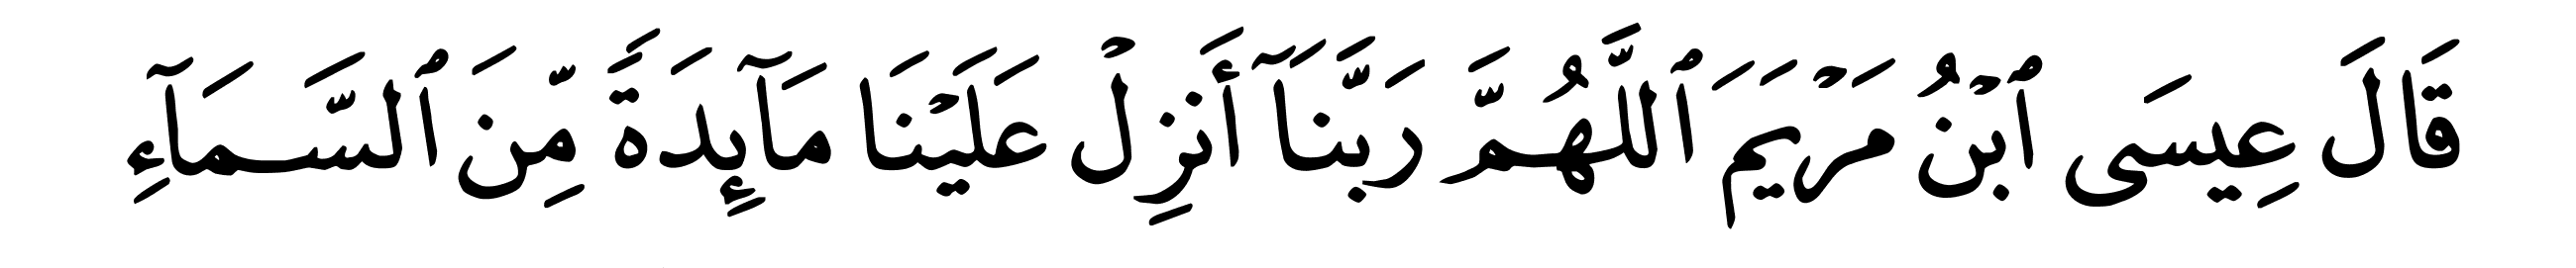 قَالَ عِيسَى ٱبْنُ مَرْيَمَ ٱللَّهُمَّ رَبَّنَآ أَنزِلْ عَلَيْنَا مَآئِدَةً مِّنَ ٱلسَّمَآءِ